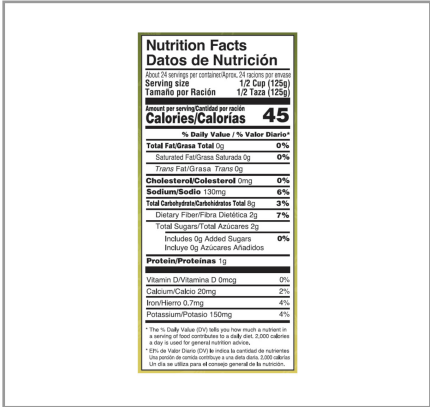 Nutrition Facts
Datos de Nutrición
About 24 servings per container/Aprox. 24 racions por envase
Serving size 1/2 Cup (125g)
Tamaño por Ración 1/2 Taza (125g)
Amount per serving/Cantidad por ración
Calories/Calorías 45
% Daily Value / % Valor Diario*
Total Fat/Grasa Total 0g 0%
Saturated Fat/Grasa Saturada 0g 0%
Trans Fat/Grasa Trans 0g
Cholesterol/Colesterol 0mg 0%
Sodium/Sodio 130mg 6%
Total Carbohydrate/Carbohidratos Total 8g 3%
Dietary Fiber/Fibra Dietética 2g 7%
Total Sugars/Total Azúcares 2g
Includes 0g Added Sugars 0%
Incluye 0g Azúcares Añadidos
Protein/Proteínas 1g
Vitamin D/Vitamina D 0mcg 0%
Calcium/Calcio 20mg 2%
Iron/Hierro 0.7mg 4%
Potassium/Potasio 150mg 4%
* The % Daily Value (DV) tells you how much a nutrient in
a serving of food contributes to a daily diet. 2,000 calories
a day is used for general nutrition advice.
* El% de Valor Diario (DV) le indica la cantidad de nutrientes
Una porción de comida contribuye a una dieta diaria. 2,000 calorías
Un día se utiliza para el consejo general de la nutrición.